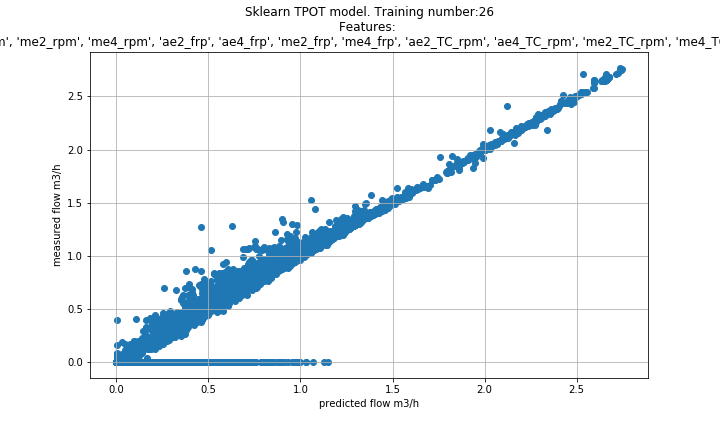 Sklearn TPOT model. Training number:26
Features:
', 'me2_rpm', 'me4_rpm', 'ae2_frp', 'ae4_frp', 'me2_frp', 'me4_frp', 'ae2_TC_rpm', 'ae4_TC_rpm', 'me2_TC_rpm', 'me4_T
measured flow m3/h
2.5
2.0
1.5
1.0
0.5
0.0
0.0 0.5 1.0 1.5 2.0 2.5
predicted flow m3/h